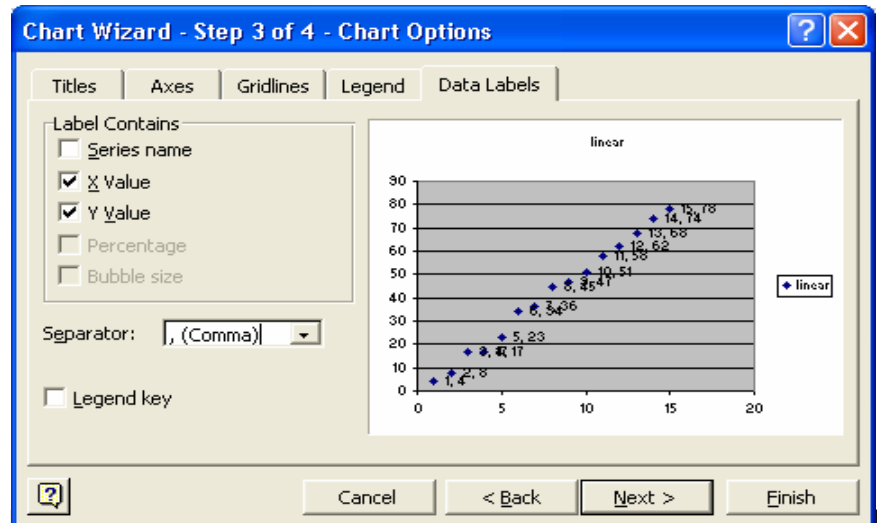 Chart Wizard - Step 3 of 4 - Chart Options
Titles Axes Gridlines Legend Data Labels
Label Contains
Series name
X Value
Y Value
Percentage
Bubble size
Separator: , (Comma)
Legend key
linear
90
80
70
60
50
40
30
20
10
0
0 5 10 15 20
15, 78
14, 74
13, 68
12, 62
11, 58
10, 51
5, 23
2, 8
1, 4
linear
Cancel < Back Next > Finish